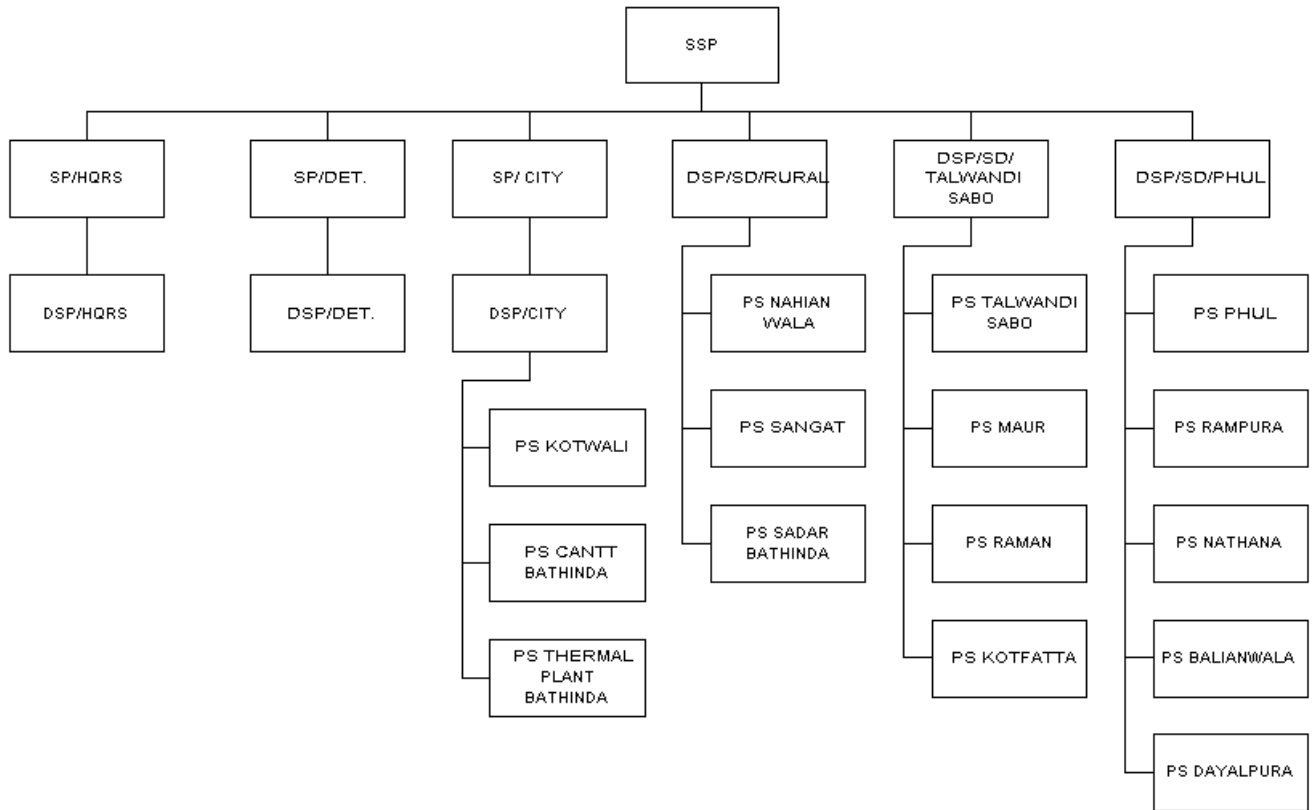 SSP
SP/HQRS
SP/DET.
SP/ CITY
DSP/SD/RURAL
DSP/SD/
TALWANDI
SABO
DSP/SD/PHUL
DSP/HQRS
DSP/DET.
DSP/CITY
PS KOTWALI
PS CANTT
BATHINDA
PS THERMAL
PLANT
BATHINDA
PS NAHIAN
WALA
PS SANGAT
PS SADAR
BATHINDA
PS TALWANDI
SABO
PS MAUR
PS RAMAN
PS KOTFATTA
PS PHUL
PS RAMPURA
PS NATHANA
PS BALIANWALA
PS DAYALPURA